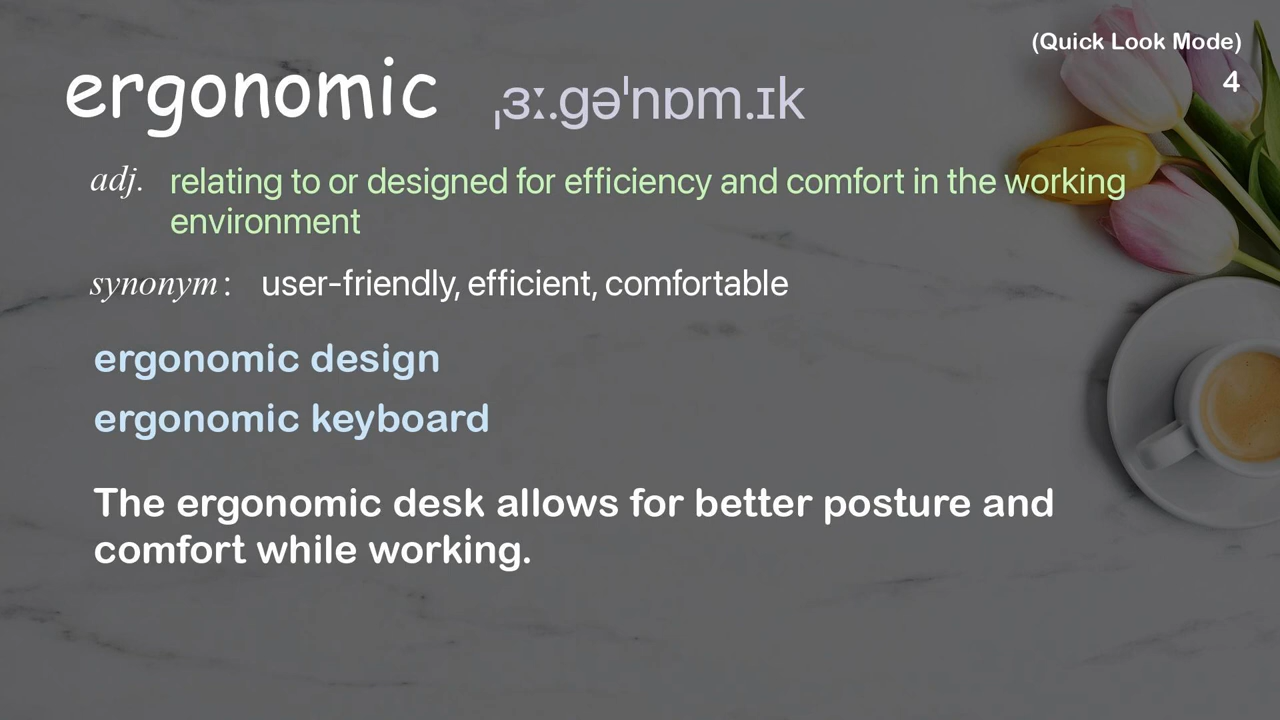 (Quick Look Mode)
4
ergonomic ˌɜː.ɡəˈnɒm.ɪk
adj. relating to or designed for efficiency and comfort in the working
environment
synonym: user-friendly, efficient, comfortable
ergonomic design
ergonomic keyboard
The ergonomic desk allows for better posture and
comfort while working.